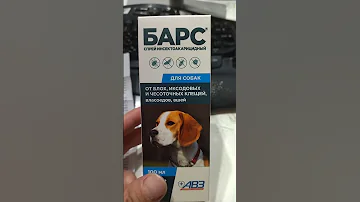 БАРС®
СПРЕЙ ИНСЕКТОАКАРИЦИДНЫЙ
ДЛЯ СОБАК
ОТ БЛОХ, ИКСОДОВЫХ
И ЧЕСОТОЧНЫХ КЛЕЩЕЙ,
власоедов, вшей
100 мл
АВЗ